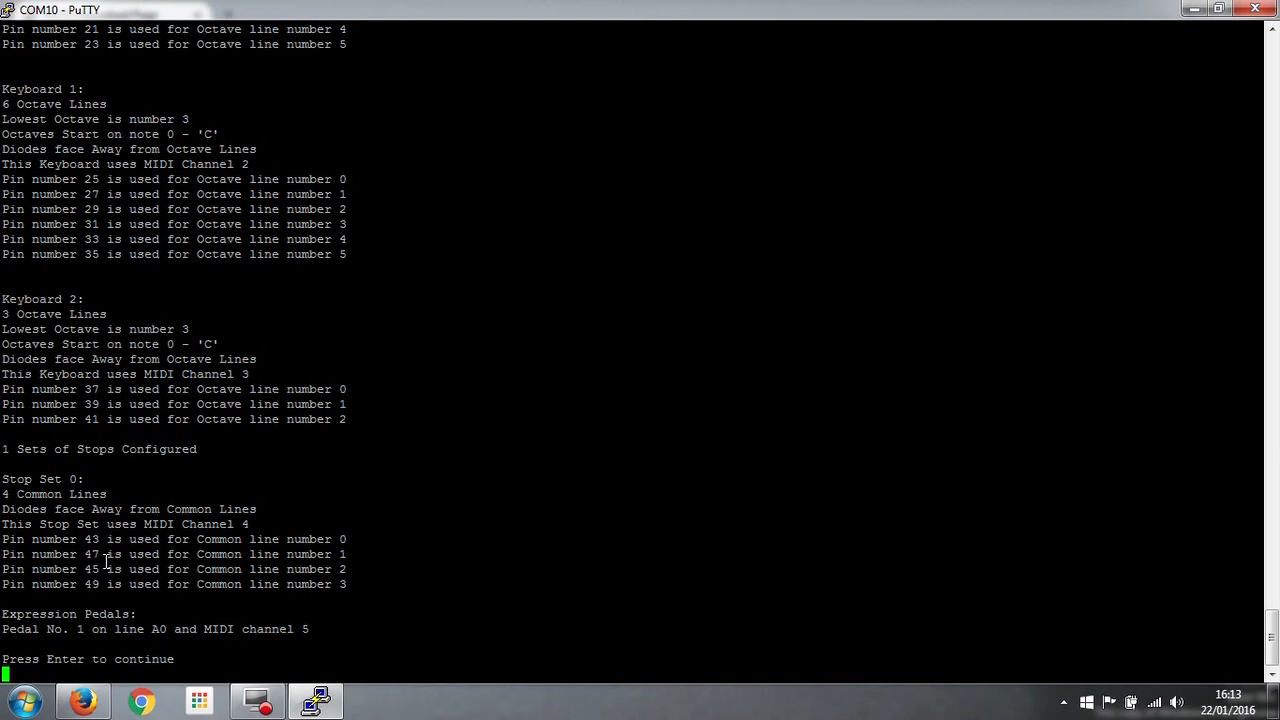 COM10 - PuTTY
Pin number 21 is used for Octave line number 4
Pin number 23 is used for Octave line number 5
Keyboard 1:
6 Octave Lines
Lowest Octave is number 3
Octaves Start on note 0 - 'C'
Diodes face Away from Octave Lines
This Keyboard uses MIDI Channel 2
Pin number 25 is used for Octave line number 0
Pin number 27 is used for Octave line number 1
Pin number 29 is used for Octave line number 2
Pin number 31 is used for Octave line number 3
Pin number 33 is used for Octave line number 4
Pin number 35 is used for Octave line number 5
Keyboard 2:
3 Octave Lines
Lowest Octave is number 3
Octaves Start on note 0 - 'C'
Diodes face Away from Octave Lines
This Keyboard uses MIDI Channel 3
Pin number 37 is used for Octave line number 0
Pin number 39 is used for Octave line number 1
Pin number 41 is used for Octave line number 2
1 Sets of Stops Configured
Stop Set 0:
4 Common Lines
Diodes face Away from Common Lines
This Stop Set uses MIDI Channel 4
Pin number 43 is used for Common line number 0
Pin number 47 is used for Common line number 1
Pin number 45 is used for Common line number 2
Pin number 49 is used for Common line number 3
Expression Pedals:
Pedal No. 1 on line A0 and MIDI channel 5
Press Enter to continue
16:13
22/01/2016